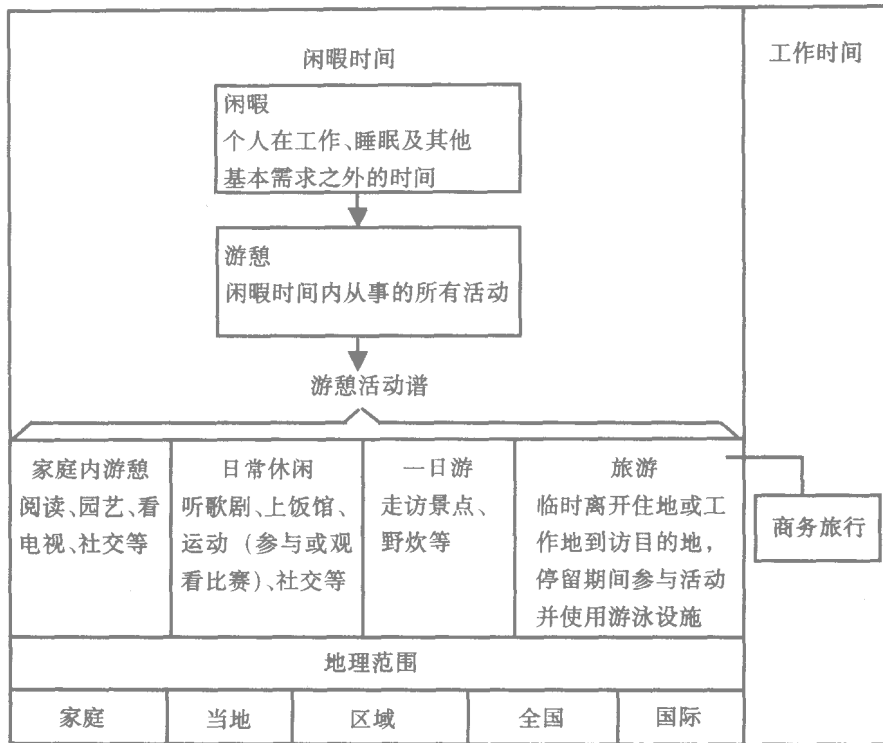 闲暇时间
工作时间
闲暇
个人在工作、睡眠及其他
基本需求之外的时间
游憩
闲暇时间内从事的所有活动
游憩活动谱
家庭内游憩
阅读、园艺、看
电视、社交等
日常休闲
听歌剧、上饭馆、
运动（参与或观
看比赛）、社交等
一日游
走访景点、
野炊等
旅游
临时离开住地或工
作地到访目的地，
停留期间参与活动
并使用游泳设施
商务旅行
地理范围
家庭
当地
区域
全国
国际